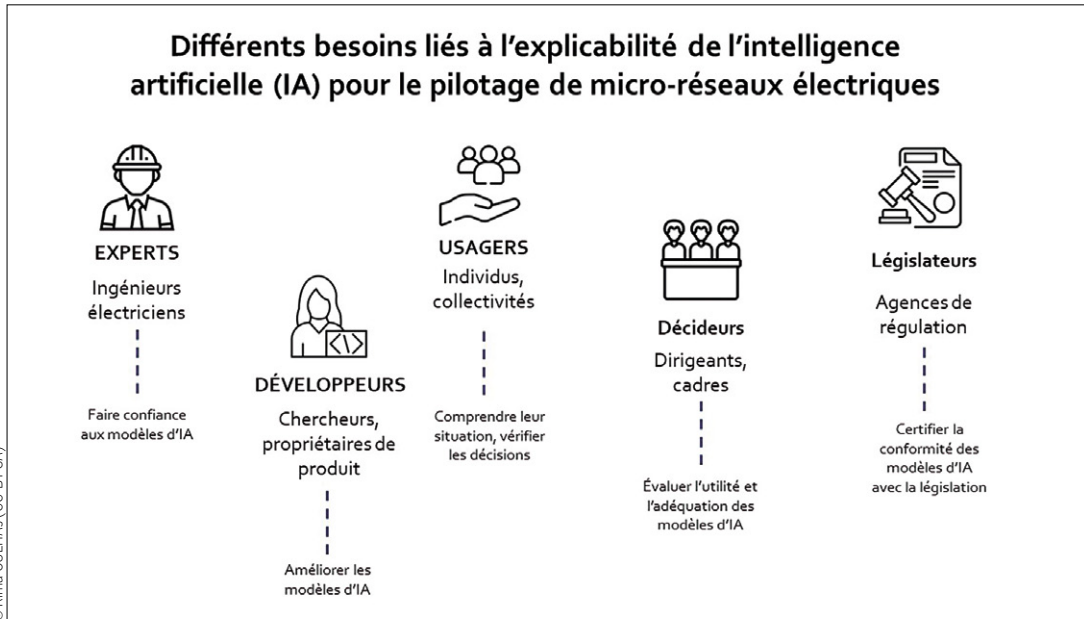 Différents besoins liés à l'explicabilité de l'intelligence
artificielle (IA) pour le pilotage de micro-réseaux électriques
EXPERTS
Ingénieurs
électriciens
Faire confiance
aux modèles d'IA
DÉVELOPPEURS
Chercheurs,
propriétaires de
produit
Améliorer les
modèles d'IA
USAGERS
Individus,
collectivités
Comprendre leur
situation, vérifier
les décisions
Décideurs
Dirigeants,
cadres
Évaluer l'utilité et
l'adéquation des
modèles d'IA
Législateurs
Agences de
régulation
Certifier la
conformité des
modèles d'IA
avec la législation